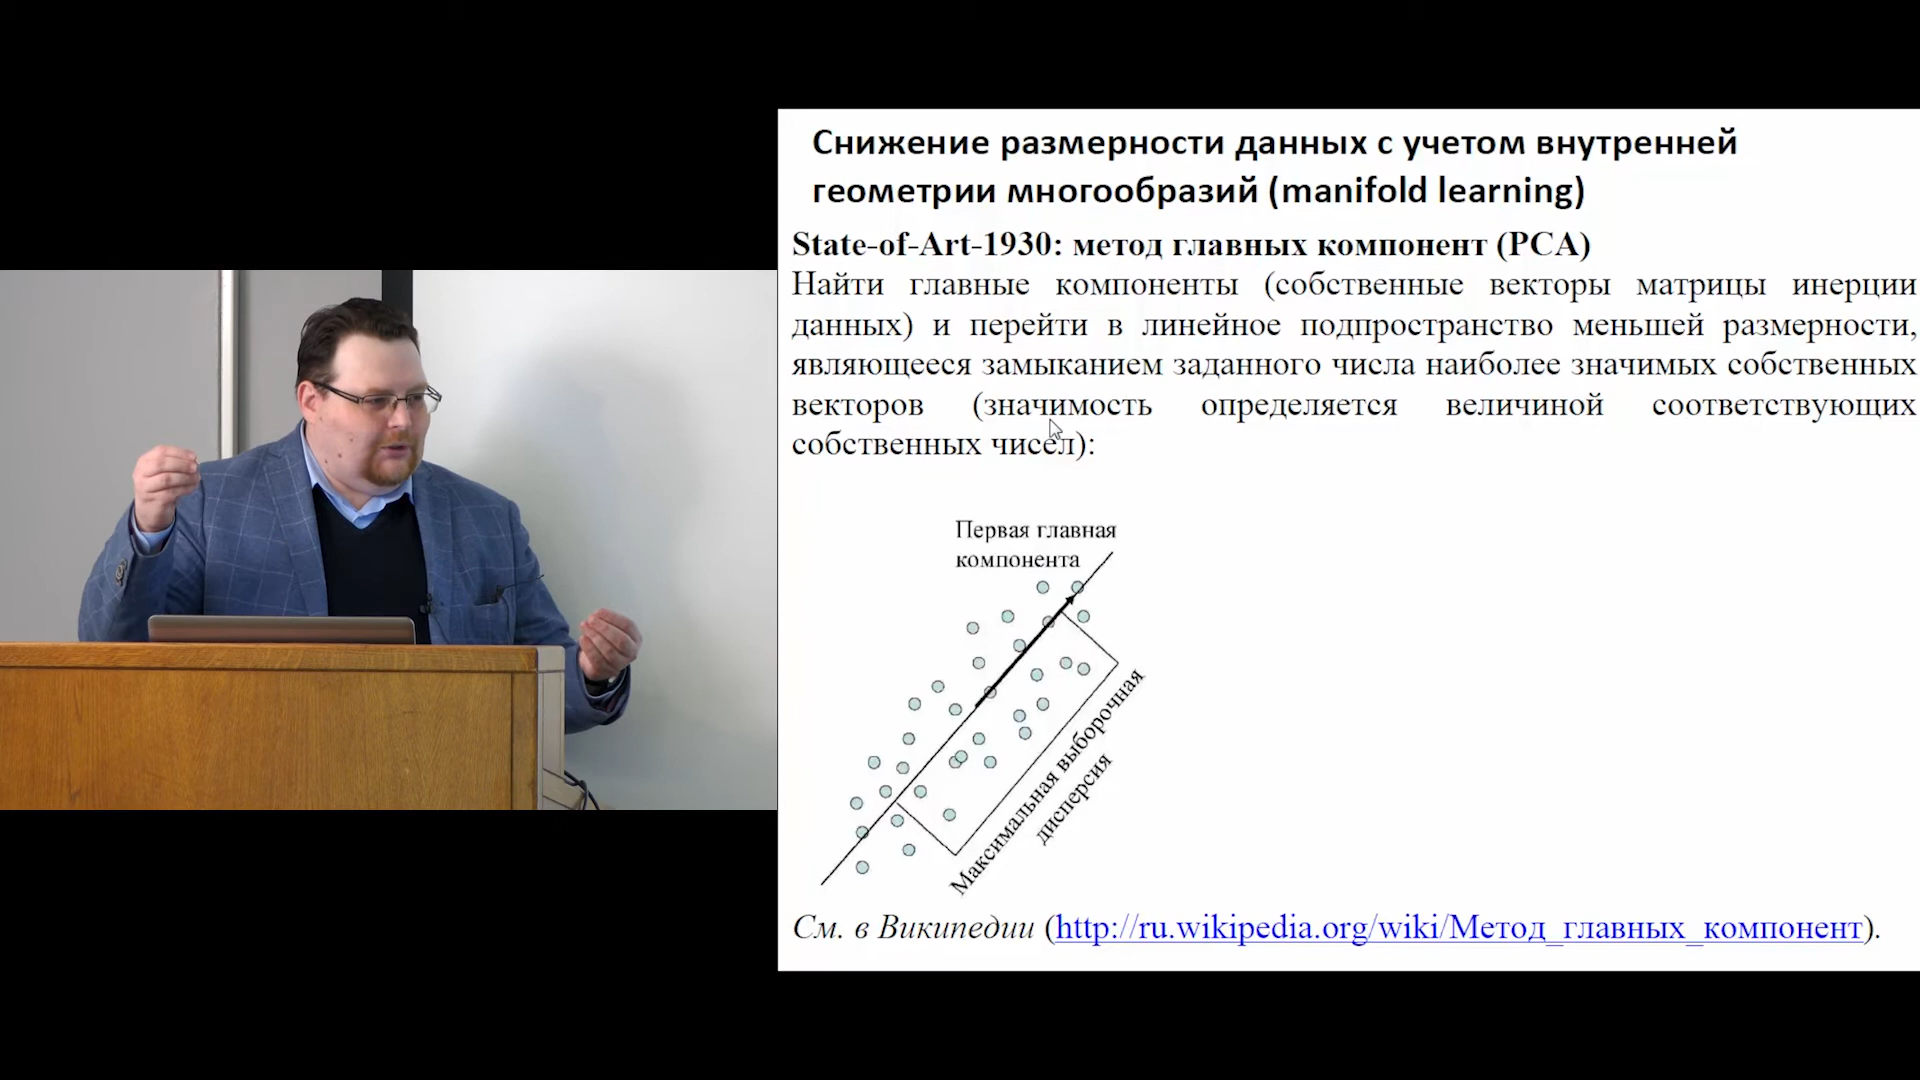 Снижение размерности данных с учетом внутренней
геометрии многообразий (manifold learning)
State-of-Art-1930: метод главных компонент (PCA)
Найти главные компоненты (собственные векторы матрицы инерции
данных) и перейти в линейное подпространство меньшей размерности,
являющееся замыканием заданного числа наиболее значимых собственных
векторов (значимость определяется величиной соответствующих
собственных чисел):
Первая главная
компонента
Максимальная выборочная
дисперсия
См. в Википедии (http://ru.wikipedia.org/wiki/Метод_главных_компонент).